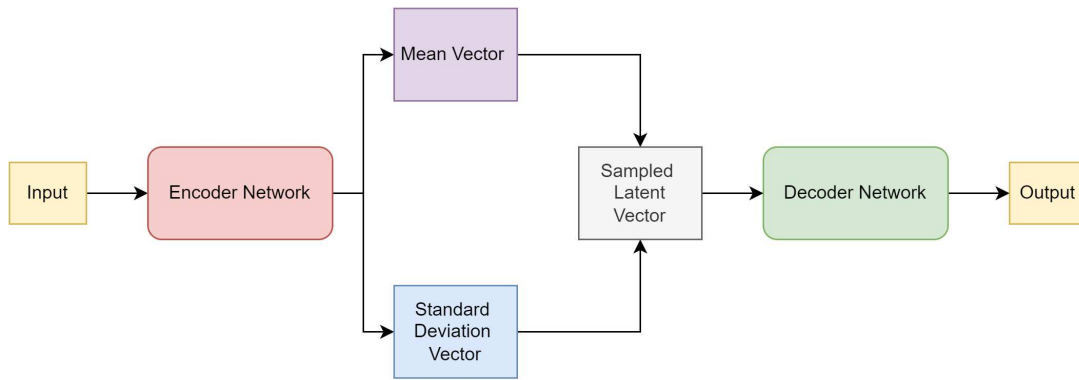 Mean Vector
Input
Encoder Network
Sampled
Latent
Vector
Decoder Network
Output
Standard
Deviation
Vector